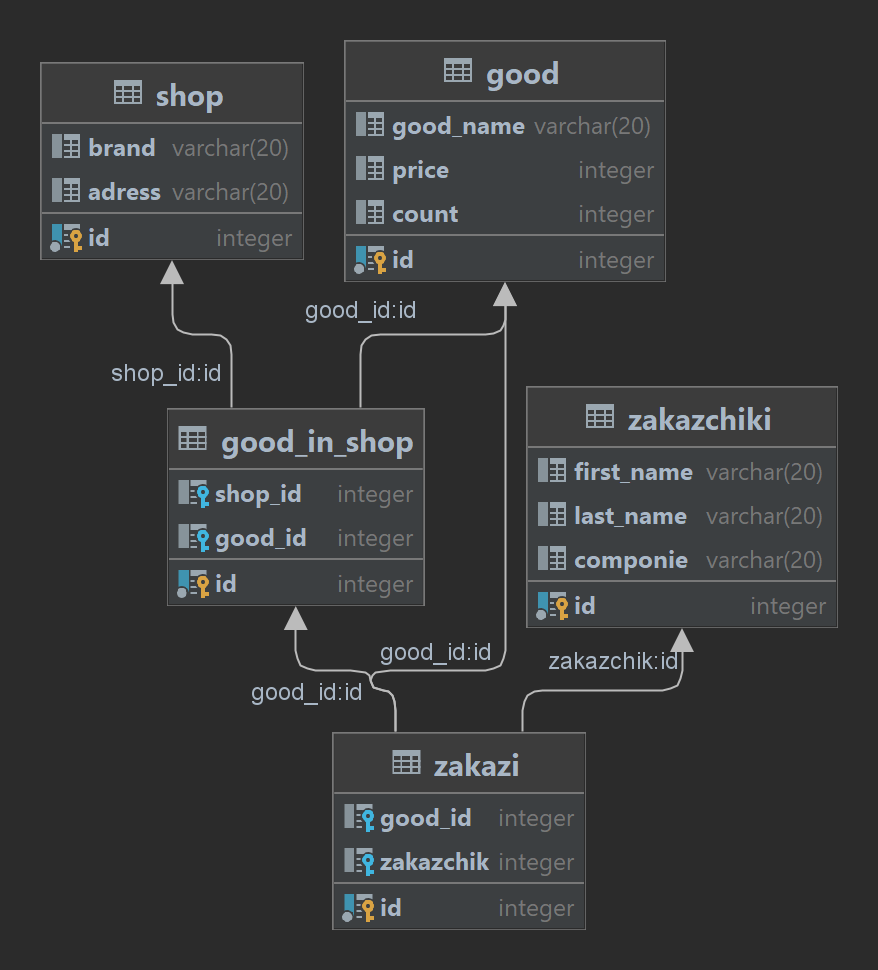 shop
brand varchar(20)
adress varchar(20)
id integer
good
good_name varchar(20)
price integer
count integer
id integer
good_id:id
shop_id:id
good_in_shop
shop_id integer
good_id integer
id integer
zakazchiki
first_name varchar(20)
last_name varchar(20)
componie varchar(20)
id integer
good_id:id
zakazchik:id
good_id:id
zakazi
good_id integer
zakazchik integer
id integer